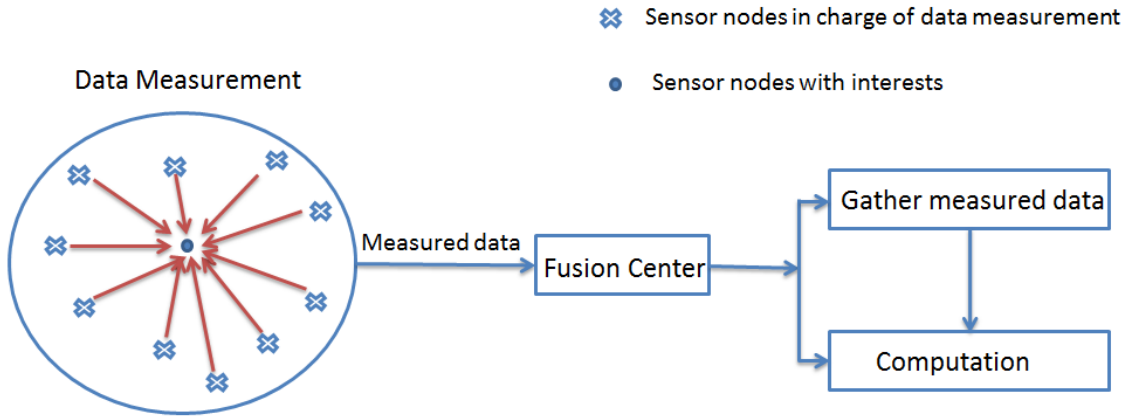 Sensor nodes in charge of data measurement
Data Measurement
Sensor nodes with interests
Gather measured data
Measured data
Fusion Center
Computation